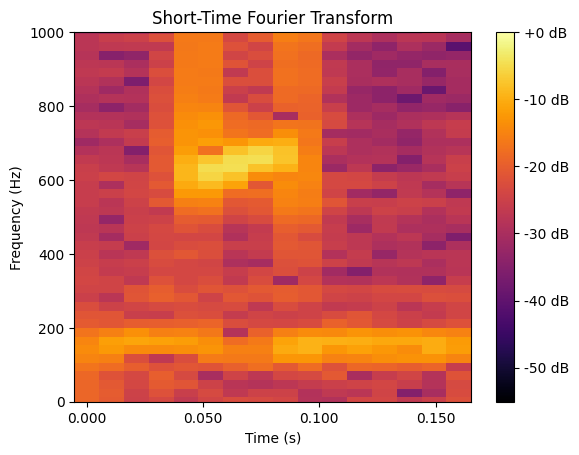 Short-Time Fourier Transform
1000
800
600
400
200
0
Frequency (Hz)
0.000
0.050
0.100
0.150
Time (s)
+0 dB
-10 dB
-20 dB
-30 dB
-40 dB
-50 dB